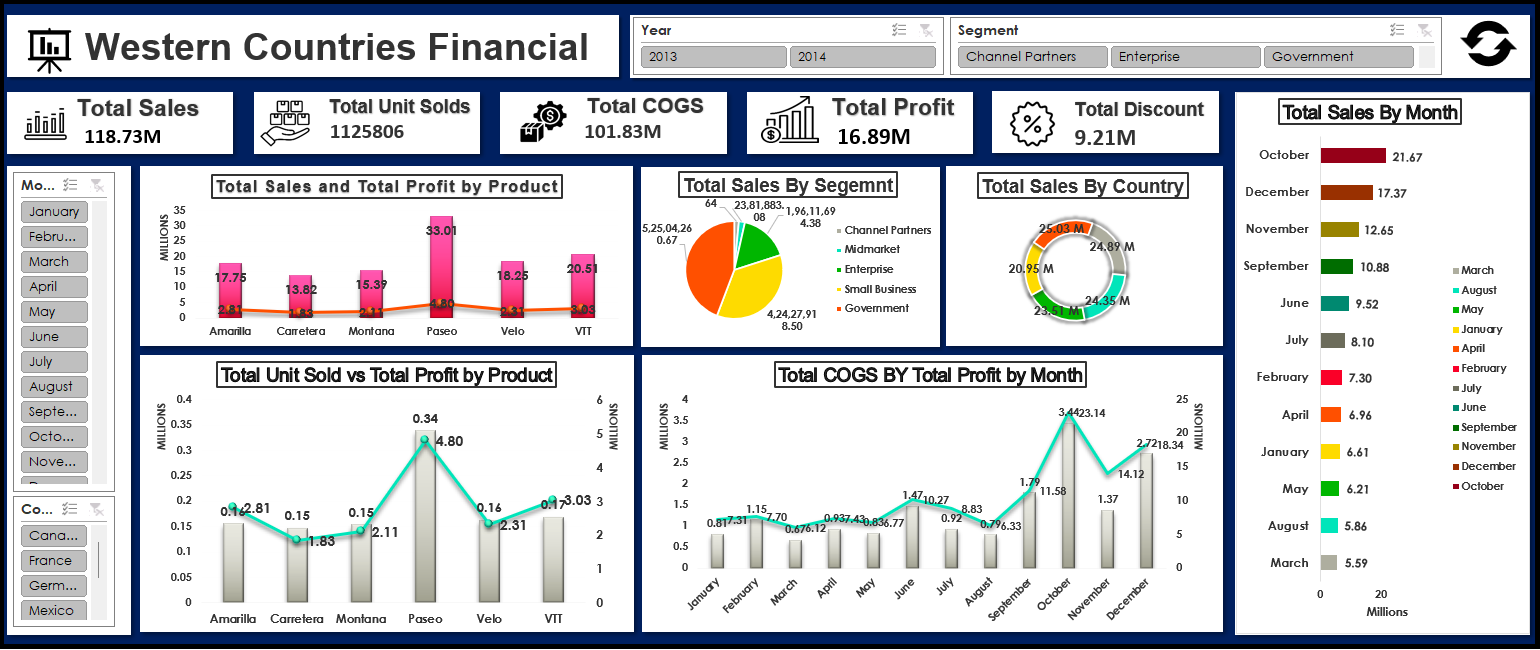 Western Countries Financial
Year
2013
2014
Segment
Channel Partners
Enterprise
Government
Total Sales
118.73M
Total Unit Solds
1125806
Total COGS
101.83M
Total Profit
16.89M
Total Discount
9.21M
Mo...
January
Febru...
March
April
May
June
July
August
Septe...
Octo...
Nove...
Co...
Cana...
France
Germ...
Mexico
Total Sales and Total Profit by Product
MILLIONS
35
30
25
20
15
10
5
0
17.75
13.82
15.39
33.01
18.25
20.51
2.81
1.83
2.11
4.80
2.31
3.03
Amarilla
Carretera
Montana
Paseo
Velo
VTT
Total Sales By Segemnt
64
23,81,883.
08
1,96,11,69
4.38
5,25,04,26
0.67
4,24,27,91
8.50
Channel Partners
Midmarket
Enterprise
Small Business
Government
Total Sales By Country
25.03 M
24.89 M
20.95 M
24.35 M
23.51 M
Total Unit Sold vs Total Profit by Product
MILLIONS
0.4
0.35
0.3
0.25
0.2
0.15
0.1
0.05
0
0.16
0.15
0.15
0.34
0.16
0.17
2.81
1.83
2.11
4.80
2.31
3.03
6
5
4
3
2
1
0
MILLIONS
Amarilla
Carretera
Montana
Paseo
Velo
VTT
Total COGS BY Total Profit by Month
MILLIONS
4
3.5
3
2.5
2
1.5
1
0.5
0
0.81
7.31
1.15
7.70
0.67
6.12
0.93
7.43
0.83
6.77
1.47
10.27
0.92
8.83
0.79
6.33
1.79
11.58
3.44
23.14
1.37
14.12
2.72
18.34
25
20
15
10
5
0
MILLIONS
January
February
March
April
May
June
July
August
September
October
November
December
Total Sales By Month
October 21.67
December 17.37
November 12.65
September 10.88
June 9.52
July 8.10
February 7.30
April 6.96
January 6.61
May 6.21
August 5.86
March 5.59
0
20
Millions
March
August
May
January
April
February
July
June
September
November
December
October